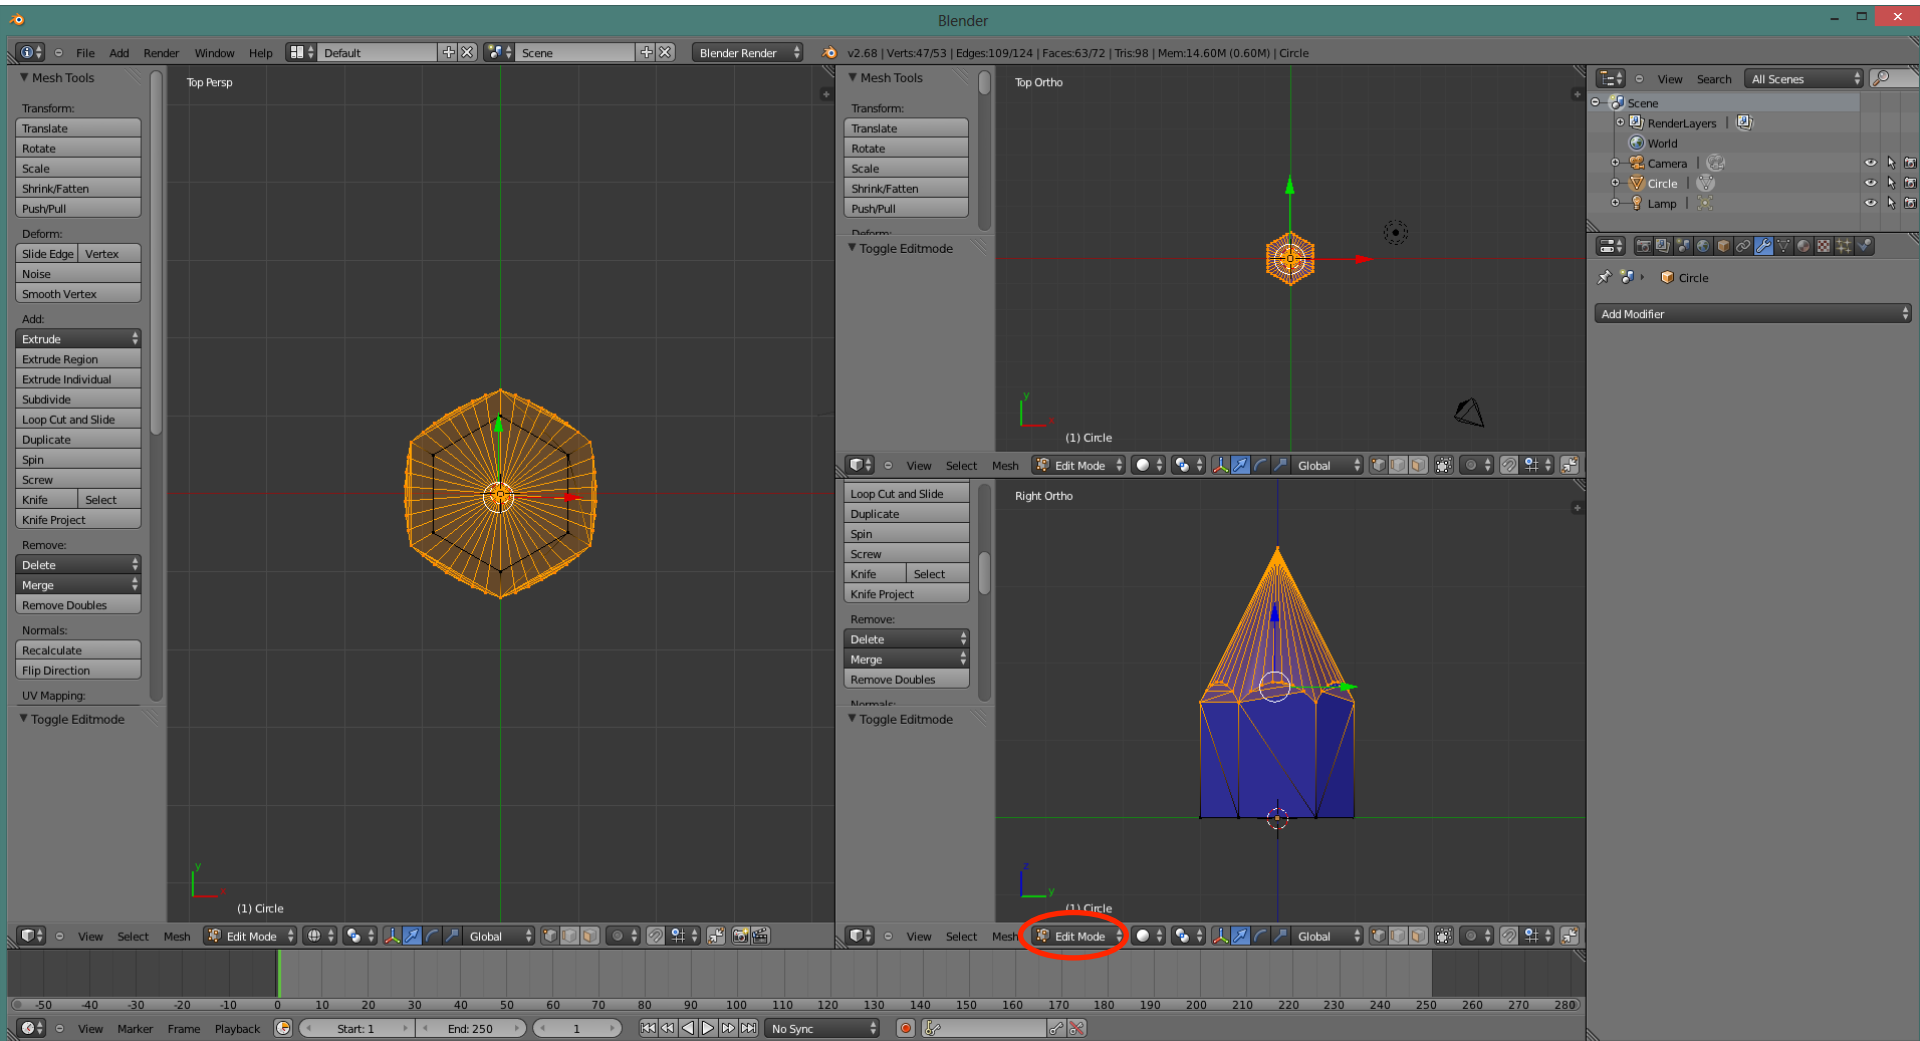 Blender
File Add Render Window Help Default Scene Blender Render v2.68 | Verts:47/53 | Edges:109/124 | Faces:63/72 | Tris:98 | Mem:14.60M (0.60M) | Circle
Mesh Tools
Transform:
Translate
Rotate
Scale
Shrink/Fatten
Push/Pull
Deform:
Slide Edge Vertex
Noise
Smooth Vertex
Add:
Extrude
Extrude Region
Extrude Individual
Subdivide
Loop Cut and Slide
Duplicate
Spin
Screw
Knife Select
Knife Project
Remove:
Delete
Merge
Remove Doubles
Normals:
Recalculate
Flip Direction
UV Mapping:
Toggle Editmode
Top Persp
y
x
(1) Circle
View Select Mesh Edit Mode Global
Mesh Tools
Transform:
Translate
Rotate
Scale
Shrink/Fatten
Push/Pull
Deform:
Toggle Editmode
Top Ortho
y
x
(1) Circle
View Select Mesh Edit Mode Global
Loop Cut and Slide
Duplicate
Spin
Screw
Knife Select
Knife Project
Remove:
Delete
Merge
Remove Doubles
Normals:
Toggle Editmode
Right Ortho
z
y
(1) Circle
View Select Mesh Edit Mode Global
View Search All Scenes
Scene
RenderLayers |
World
Camera |
Circle |
Lamp |
Circle
Add Modifier
-50 -40 -30 -20 -10 0 10 20 30 40 50 60 70 80 90 100 110 120 130 140 150 160 170 180 190 200 210 220 230 240 250 260 270 280
View Marker Frame Playback Start: 1 End: 250 1 No Sync